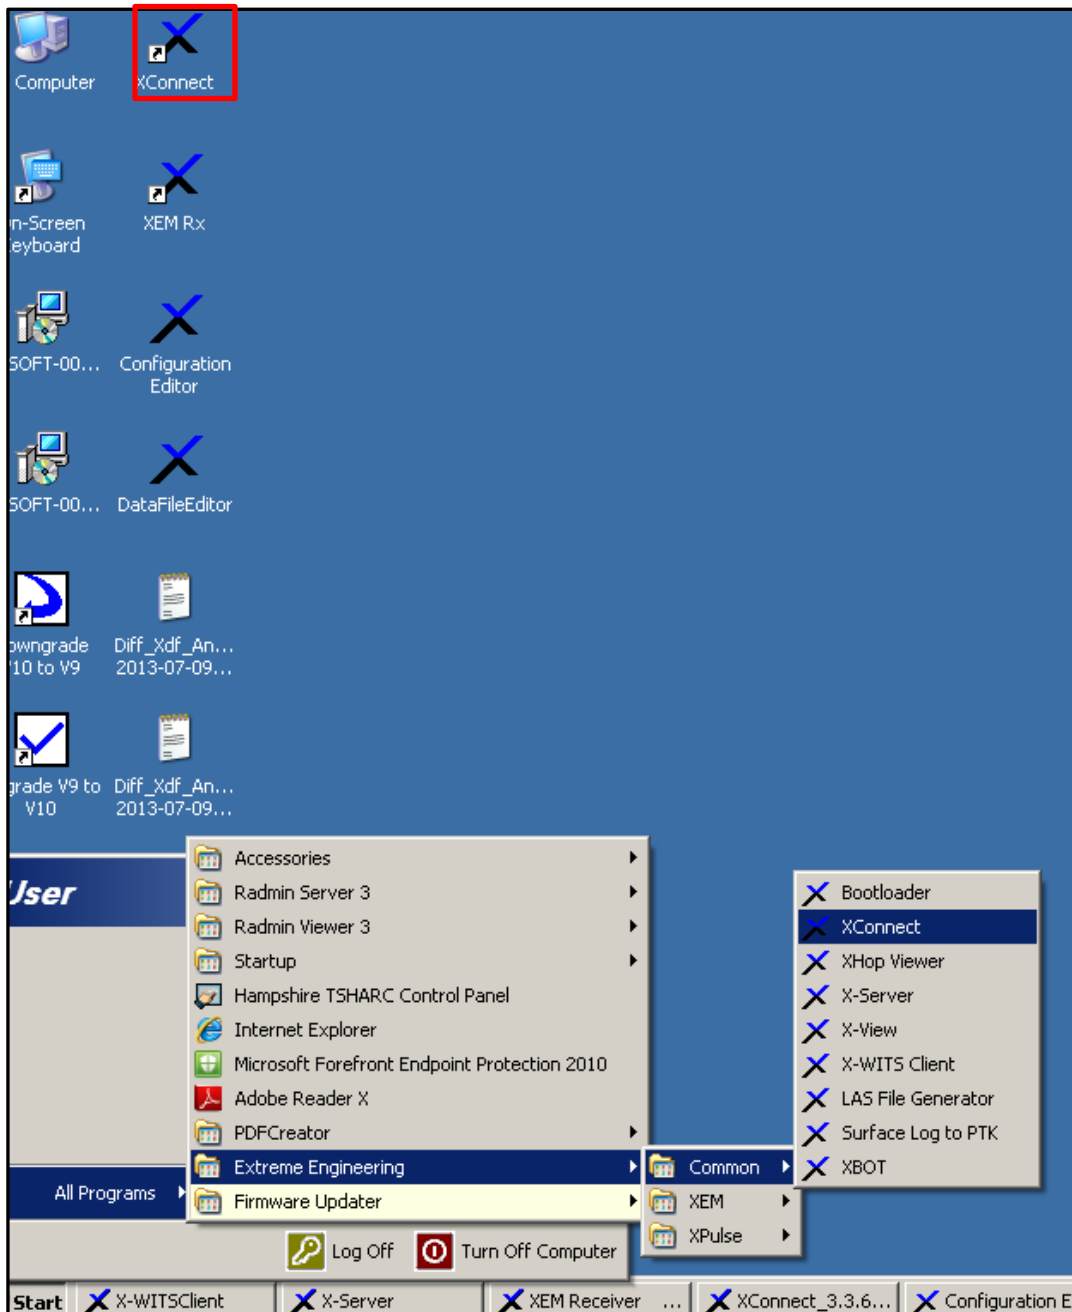 Computer
XConnect
n-Screen
eyboard
XEM Rx
SOFT-00...
Configuration
Editor
SOFT-00...
DataFileEditor
owngrade
10 to V9
Diff_Xdf_An...
2013-07-09...
grade V9 to
V10
Diff_Xdf_An...
2013-07-09...
User
Accessories
Radmin Server 3
Radmin Viewer 3
Startup
Hampshire TSHARC Control Panel
Internet Explorer
Microsoft Forefront Endpoint Protection 2010
Adobe Reader X
PDFCreator
Extreme Engineering
Firmware Updater
Common
XEM
XPulse
Bootloader
XConnect
XHop Viewer
X-Server
X-View
X-WITS Client
LAS File Generator
Surface Log to PTK
XBOT
All Programs
Log Off
Turn Off Computer
Start
X-WITSClient
X-Server
XEM Receiver ...
XConnect_3.3.6...
Configuration E